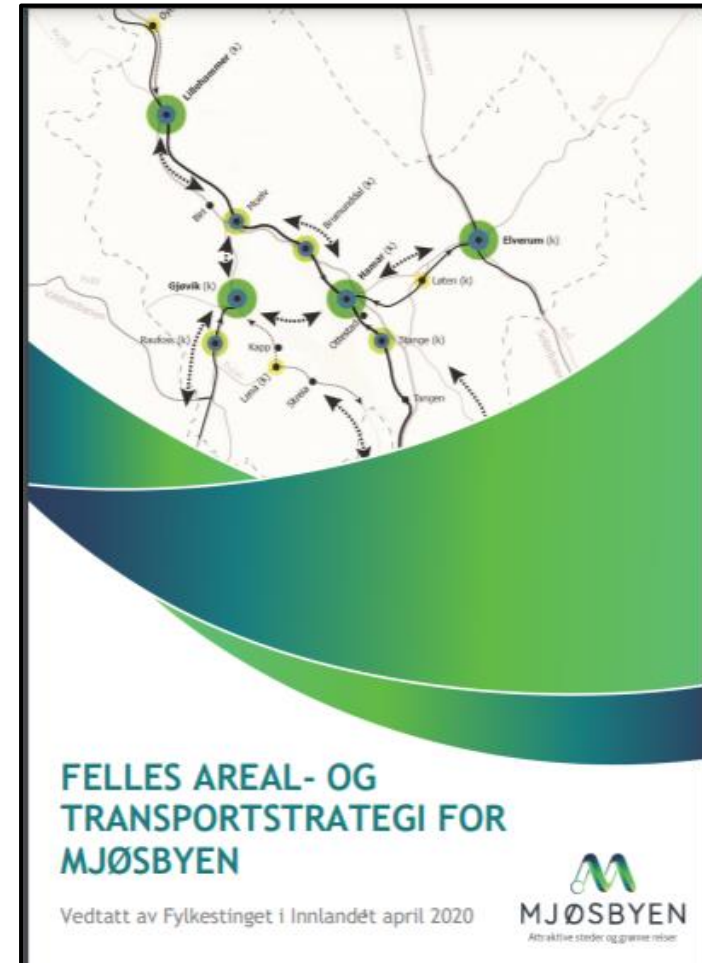 Lillehammer (k)
Moelv
Biri
Brumunddal (k)
Hamar (k)
Elverum (k)
Gjøvik (k)
Løten (k)
Ottestad
Raufoss (k)
Kapp
Stange (k)
Lena (k)
Skreia
Tangen
FELLES AREAL- OG
TRANSPORTSTRATEGI FOR
MJØSBYEN
Vedtatt av Fylkestinget i Innlandet april 2020
MJØSBYEN
Attraktive steder og grønne reiser